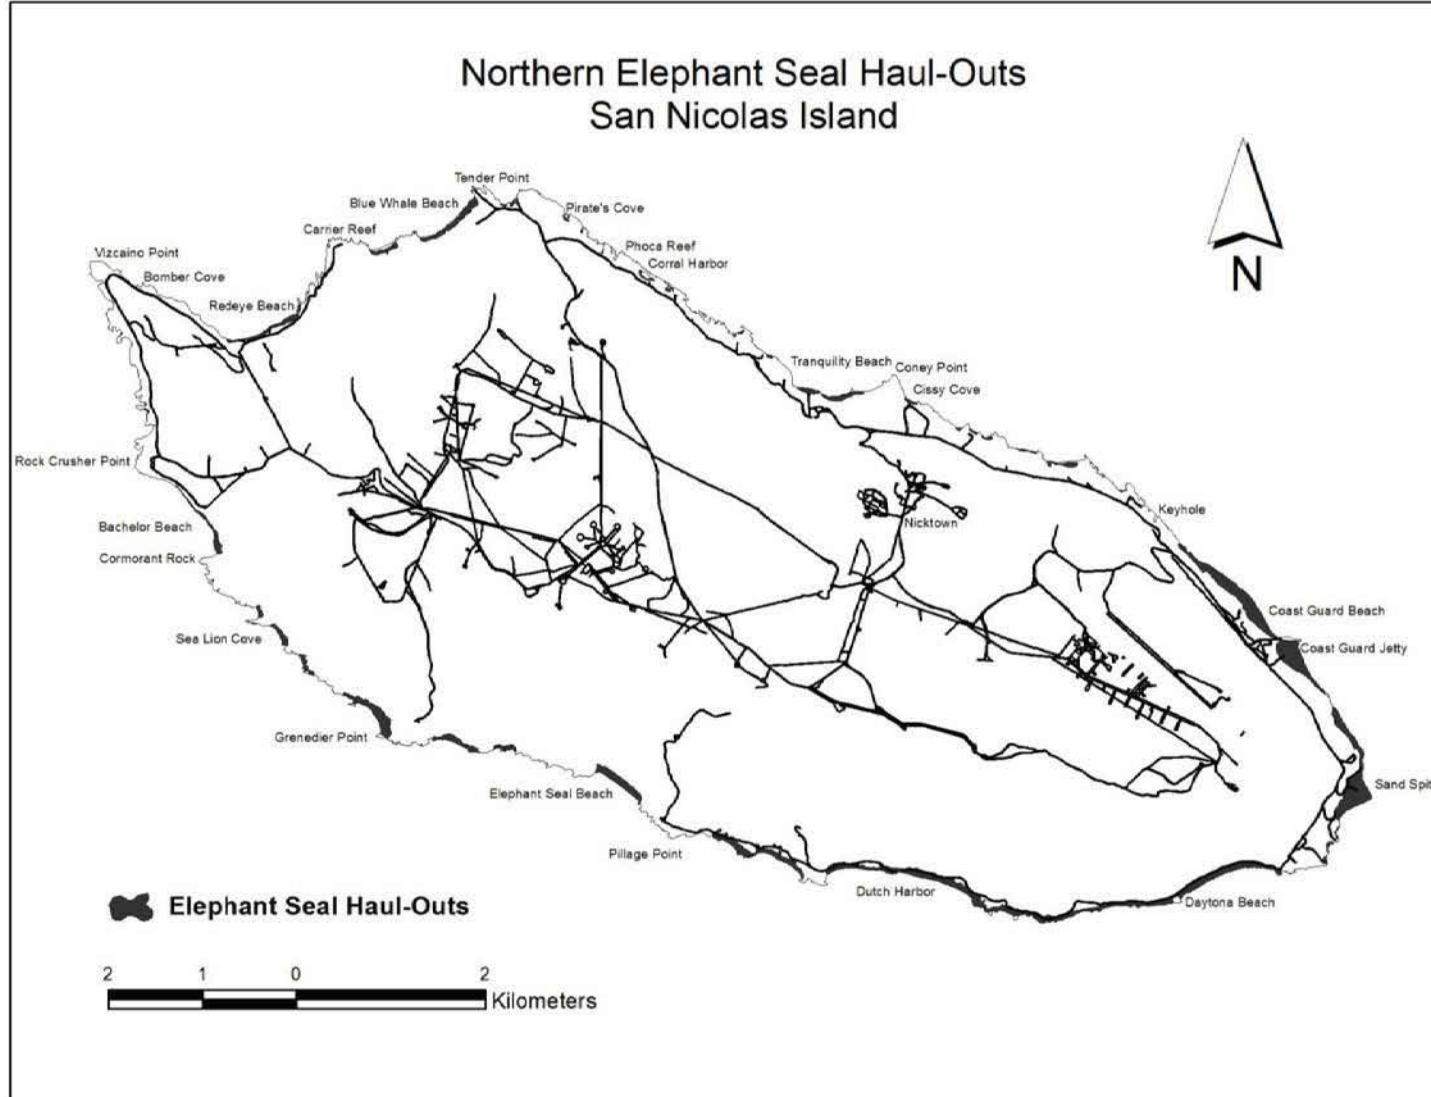 Northern Elephant Seal Haul-Outs
San Nicolas Island
Tender Point
Blue Whale Beach
Pirate's Cove
Carrier Reef
Phoca Reef
Vizcaino Point
Corral Harbor
Bomber Cove
N
Redeye Beach
Tranquility Beach
Coney Point
Cissy Cove
Rock Crusher Point
Keyhole
Bachelor Beach
Nicktown
Cormorant Rock
Coast Guard Beach
Sea Lion Cove
Coast Guard Jetty
Grenedier Point
Sand Spit
Elephant Seal Beach
Pillage Point
Dutch Harbor
Daytona Beach
Elephant Seal Haul-Outs
2 1 0 2
Kilometers